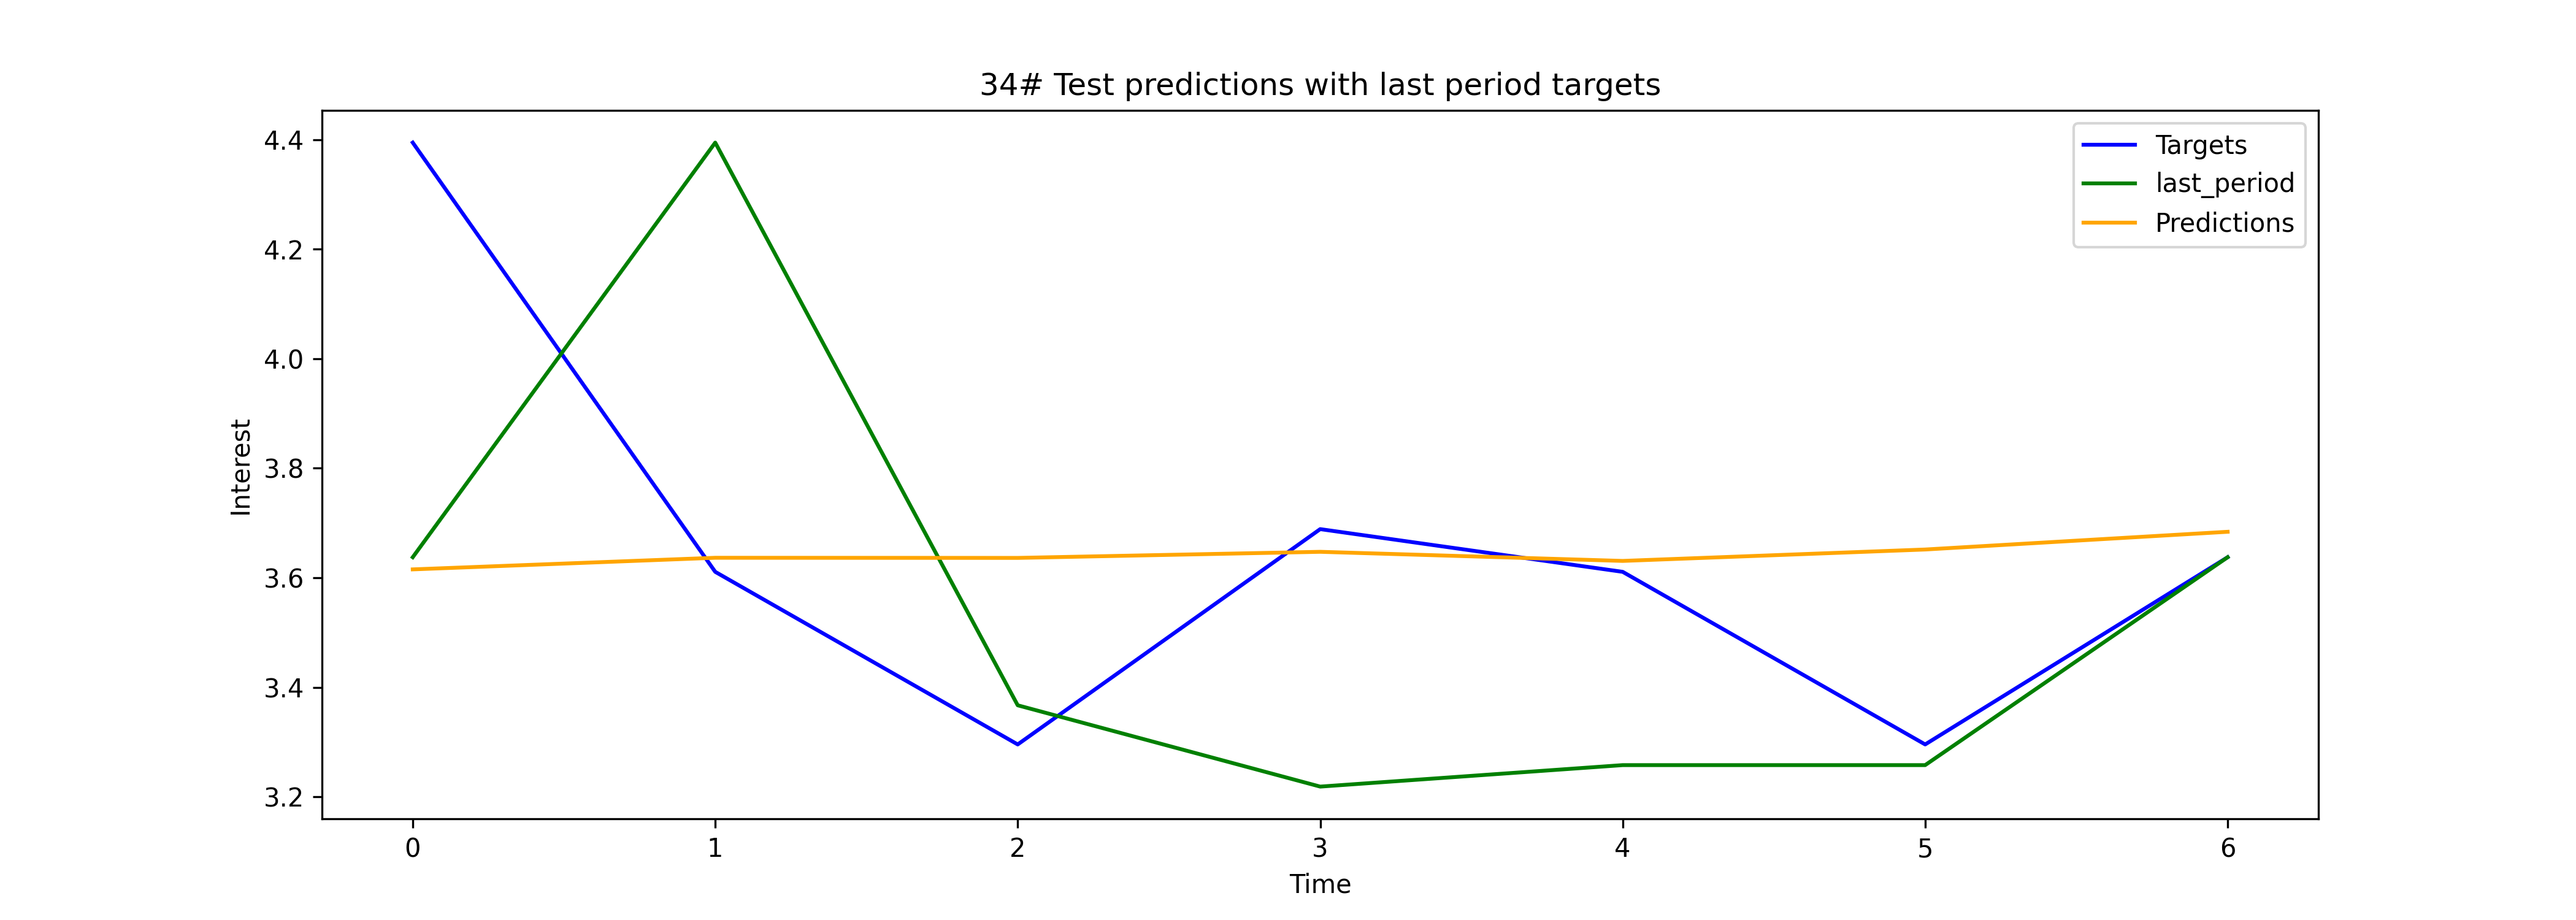 34# Test predictions with last period targets
Targets
last_period
Predictions
4.4
4.2
4.0
3.8
3.6
3.4
3.2
Interest
0 1 2 3 4 5 6
Time